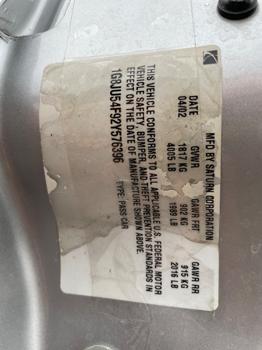 MFD BY SATURN CORPORATION
DATE GVWR GAWR FRT GAWR RR
04/02 1817 KG 902 KG 915 KG
4005 LB 1989 LB 2016 LB
THIS VEHICLE CONFORMS TO ALL APPLICABLE U.S. FEDERAL MOTOR
VEHICLE SAFETY, BUMPER, AND THEFT PREVENTION STANDARDS IN
EFFECT ON THE DATE OF MANUFACTURE SHOWN ABOVE.
1G8JU54F92Y576396 TYPE: PASS CAR